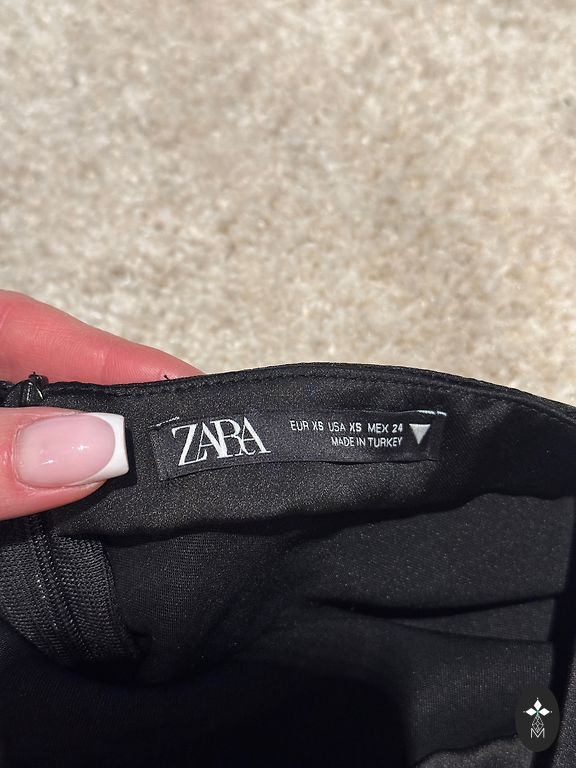 ZARA
EUR XS USA XS MEX 24
MADE IN TURKEY
M